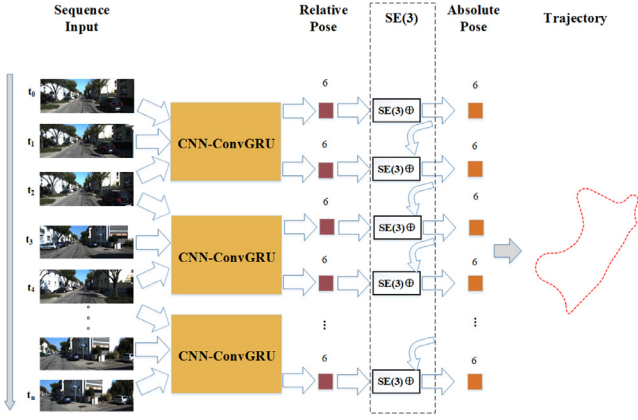 Sequence Input
Relative Pose
SE(3)
Absolute Pose
Trajectory
t0
t1
t2
t3
t4
tn
CNN-ConvGRU
CNN-ConvGRU
CNN-ConvGRU
6
6
6
6
6
SE(3)⊕
SE(3)⊕
SE(3)⊕
SE(3)⊕
SE(3)⊕
6
6
6
6
6